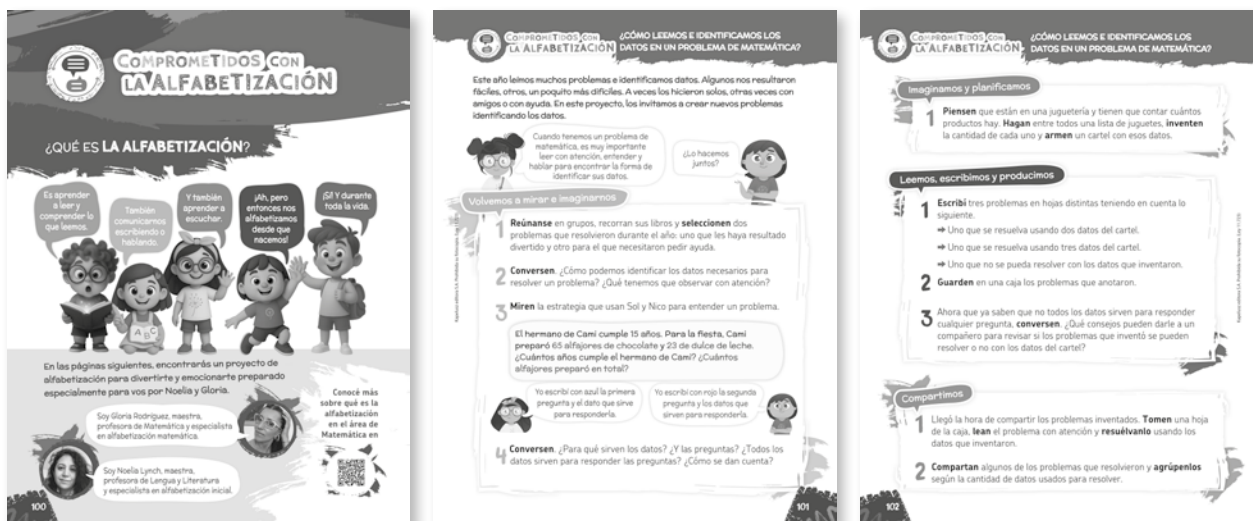 COMPROMETIDOS CON
LA ALFABETIZACIÓN
¿QUÉ ES LA ALFABETIZACIÓN?
Es aprender
a leer y
comprender lo
que leemos.
También
comunicarnos
escribiendo o
hablando.
Y también
aprender a
escuchar.
¡Ah, pero
entonces nos
alfabetizamos
desde que
nacemos!
¡Sí! Y durante
toda la vida.
A B C
En las páginas siguientes, encontrarás un proyecto de
alfabetización para divertirte y emocionarte preparado
especialmente para vos por Noelia y Gloria.
Soy Gloria Rodríguez, maestra,
profesora de Matemática y especialista
en alfabetización matemática.
Soy Noelia Lynch, maestra,
profesora de Lengua y Literatura
y especialista en alfabetización inicial.
Conocé más
sobre qué es la
alfabetización
en el área de
Matemática en
100
COMPROMETIDOS CON
LA ALFABETIZACIÓN
¿CÓMO LEEMOS E IDENTIFICAMOS LOS
DATOS EN UN PROBLEMA DE MATEMÁTICA?
Este año leímos muchos problemas e identificamos datos. Algunos nos resultaron
fáciles, otros, un poquito más difíciles. A veces los hicieron solos, otras veces con
amigos o con ayuda. En este proyecto, los invitamos a crear nuevos problemas
identificando los datos.
Cuando tenemos un problema de
matemática, es muy importante
leer con atención, entender y
hablar para encontrar la forma de
identificar sus datos.
¿Lo hacemos
juntos?
Volvemos a mirar e imaginarnos
1 Reúnanse en grupos, recorran sus libros y seleccionen dos
problemas que resolvieron durante el año: uno que les haya resultado
divertido y otro para el que necesitaron pedir ayuda.
2 Conversen. ¿Cómo podemos identificar los datos necesarios para
resolver un problema? ¿Qué tenemos que observar con atención?
3 Miren la estrategia que usan Sol y Nico para entender un problema.
El hermano de Cami cumple 15 años. Para la fiesta, Cami
preparó 65 alfajores de chocolate y 23 de dulce de leche.
¿Cuántos años cumple el hermano de Cami? ¿Cuántos
alfajores preparó en total?
Yo escribí con azul la primera
pregunta y el dato que sirve
para responderla.
Yo escribí con rojo la segunda
pregunta y los datos que
sirven para responderla.
4 Conversen. ¿Para qué sirven los datos? ¿Y las preguntas? ¿Todos los
datos sirven para responder las preguntas? ¿Cómo se dan cuenta?
101
COMPROMETIDOS CON
LA ALFABETIZACIÓN
¿CÓMO LEEMOS E IDENTIFICAMOS LOS
DATOS EN UN PROBLEMA DE MATEMÁTICA?
Imaginamos y planificamos
1 Piensen que están en una juguetería y tienen que contar cuántos
productos hay. Hagan entre todos una lista de juguetes, inventen
la cantidad de cada uno y armen un cartel con esos datos.
Leemos, escribimos y producimos
1 Escribí tres problemas en hojas distintas teniendo en cuenta lo
siguiente.
➡ Uno que se resuelva usando dos datos del cartel.
➡ Uno que se resuelva usando tres datos del cartel.
➡ Uno que no se pueda resolver con los datos que inventaron.
2 Guarden en una caja los problemas que anotaron.
3 Ahora que ya saben que no todos los datos sirven para responder
cualquier pregunta, conversen. ¿Qué consejos pueden darle a un
compañero para revisar si los problemas que inventó se pueden
resolver o no con los datos del cartel?
Compartimos
1 Llegó la hora de compartir los problemas inventados. Tomen una hoja
de la caja, lean el problema con atención y resuélvanlo usando los
datos que inventaron.
2 Compartan algunos de los problemas que resolvieron y agrúpenlos
según la cantidad de datos usados para resolver.
102